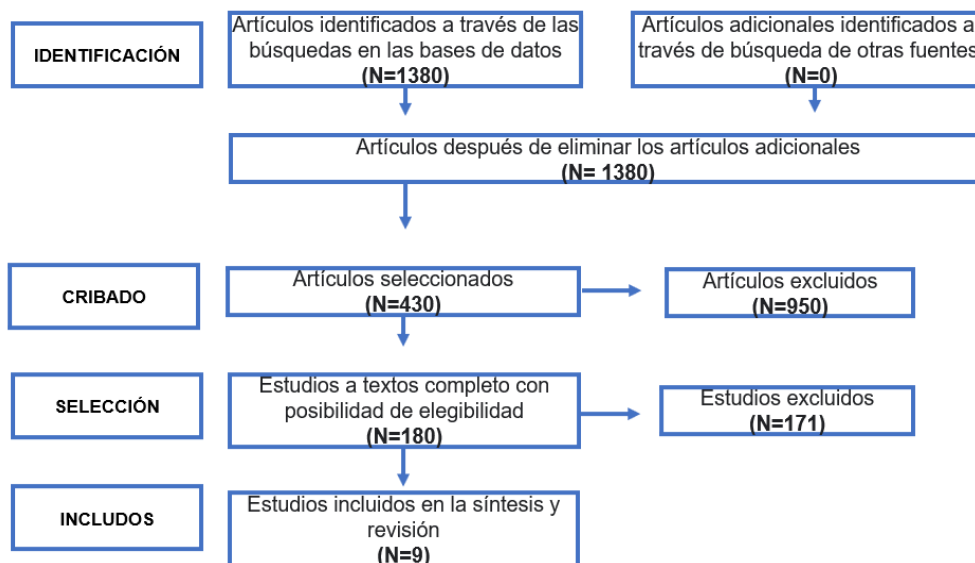 IDENTIFICACIÓN
Artículos identificados a través de las
búsquedas en las bases de datos
(N=1380)
Artículos adicionales identificados a
través de búsqueda de otras fuentes
(N=0)
Artículos después de eliminar los artículos adicionales
(N= 1380)
CRIBADO
Artículos seleccionados
(N=430)
Artículos excluidos
(N=950)
SELECCIÓN
Estudios a textos completo con
posibilidad de elegibilidad
(N=180)
Estudios excluidos
(N=171)
INCLUDOS
Estudios incluidos en la síntesis y
revisión
(N=9)